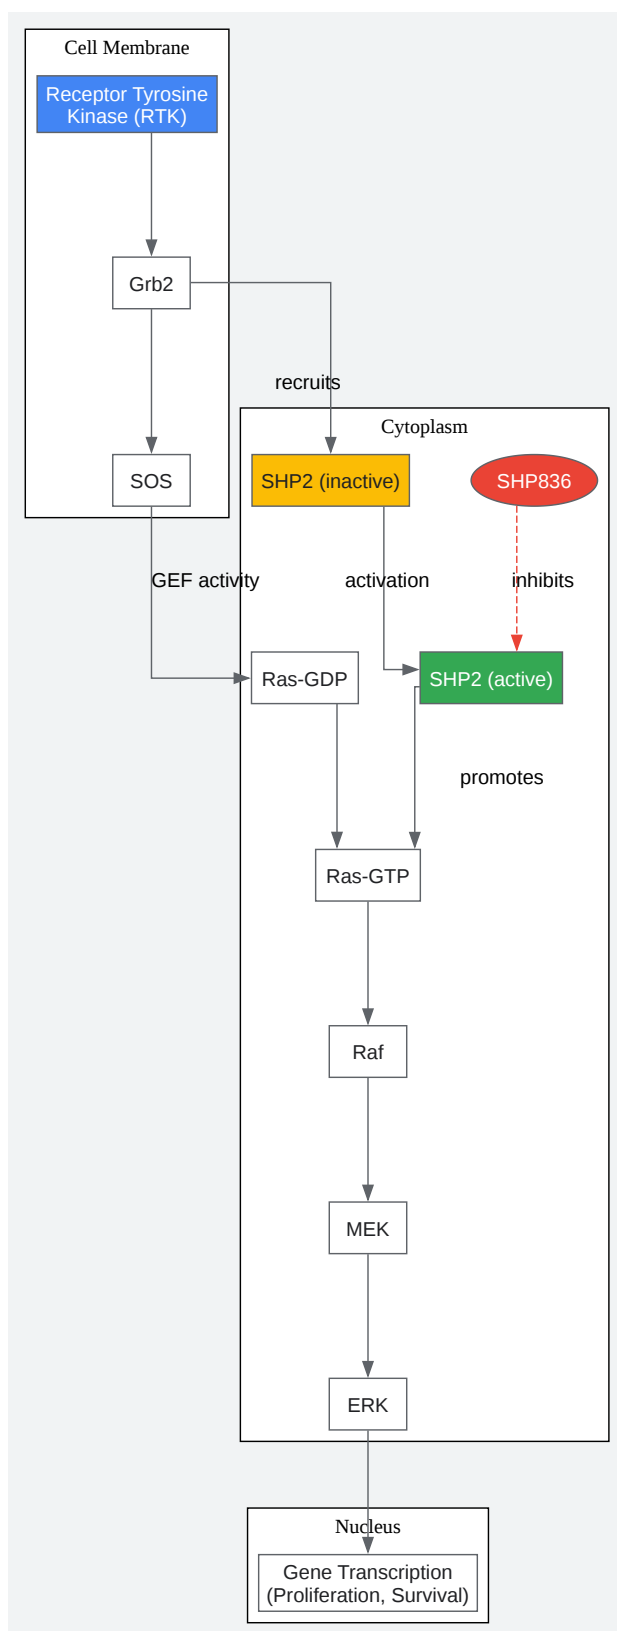 Cell Membrane
Receptor Tyrosine
Kinase (RTK)
Grb2
recruits
Cytoplasm
SOS
SHP2 (inactive)
SHP836
GEF activity
activation
inhibits
Ras-GDP
SHP2 (active)
promotes
Ras-GTP
Raf
MEK
ERK
Nucleus
Gene Transcription
(Proliferation, Survival)